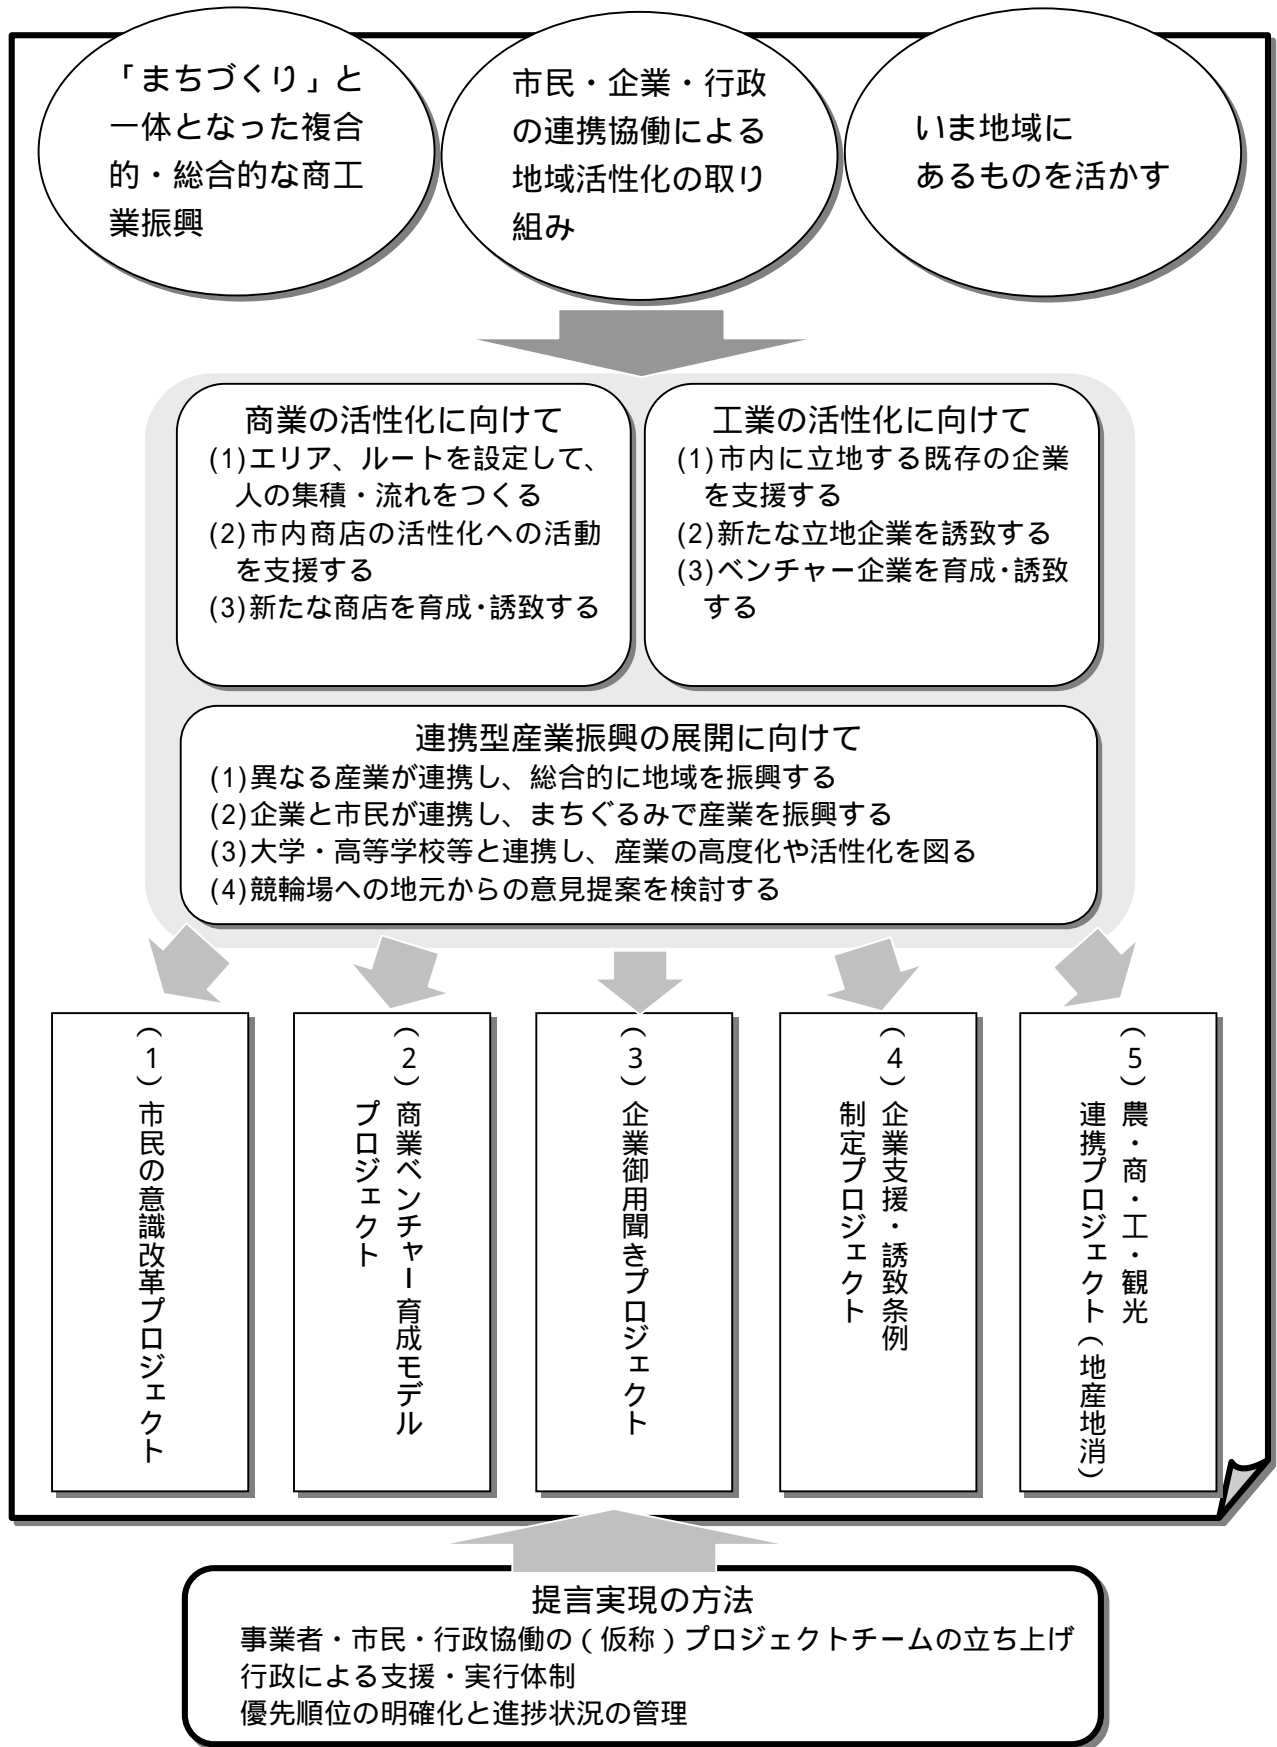 「まちづくり」と
一体となった複合
的・総合的な商工
業振興
市民・企業・行政
の連携協働による
地域活性化の取り
組み
いま地域に
あるものを活かす
商業の活性化に向けて
(1)エリア、ルートを設定して、
人の集積・流れをつくる
(2)市内商店の活性化への活動
を支援する
(3)新たな商店を育成・誘致する
工業の活性化に向けて
(1)市内に立地する既存の企業
を支援する
(2)新たな立地企業を誘致する
(3)ベンチャー企業を育成・誘致
する
連携型産業振興の展開に向けて
(1)異なる産業が連携し、総合的に地域を振興する
(2)企業と市民が連携し、まちぐるみで産業を振興する
(3)大学・高等学校等と連携し、産業の高度化や活性化を図る
(4)競輪場への地元からの意見提案を検討する
(1)市民の意識改革プロジェクト
(2)商業ベンチャー育成モデル
プロジェクト
(3)企業御用聞きプロジェクト
(4)企業支援・誘致条例
制定プロジェクト
(5)農・商・工・観光
連携プロジェクト(地産地消)
提言実現の方法
事業者・市民・行政協働の(仮称)プロジェクトチームの立ち上げ
行政による支援・実行体制
優先順位の明確化と進捗状況の管理